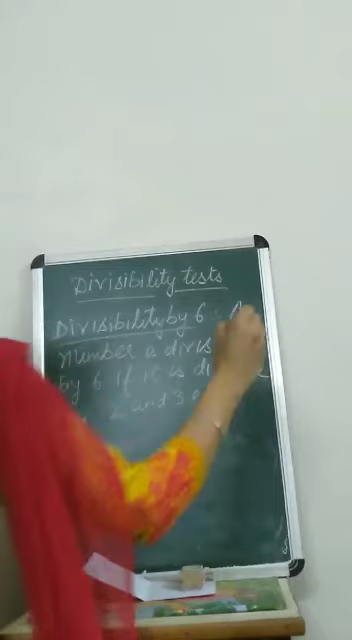 Divisibility tests
Divisibility by 6 : A
Number a divis
by 6 if it is di
2 and 3